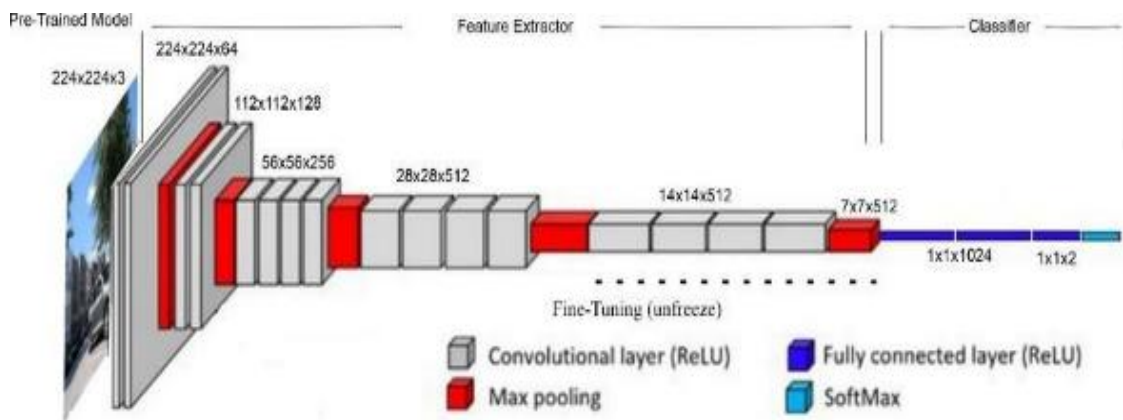 Pre-Trained Model Feature Extractor Classifier
224x224x64
224x224x3
112x112x128
56x56x256
28x28x512
14x14x512
7x7x512
1x1x1024
1x1x2
Fine-Tuning (unfreeze)
Convolutional layer (ReLU)
Fully connected layer (ReLU)
Max pooling
SoftMax